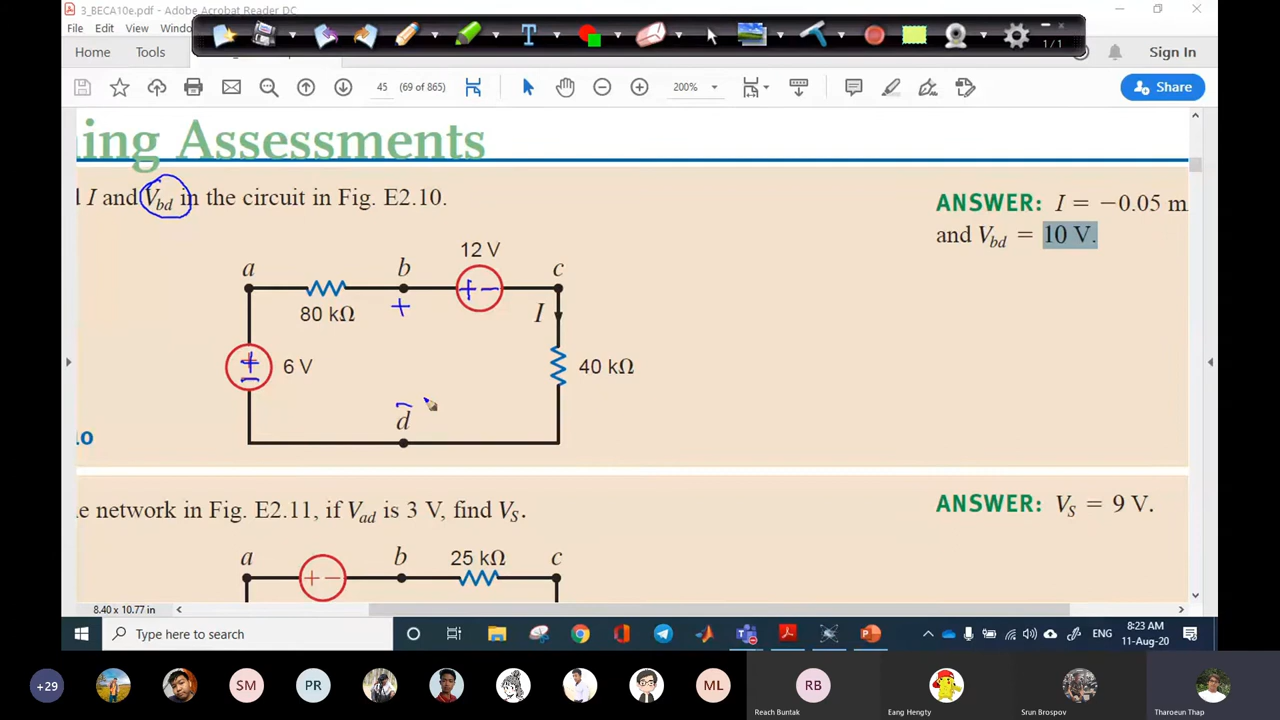 3_BECA10e.pdf - Adobe Acrobat Reader DC
File Edit View Windo
1/1
Home Tools
Sign In
45 (69 of 865)
200%
Share
ning Assessments
d I and Vbd in the circuit in Fig. E2.10.
ANSWER: I = −0.05 m
and Vbd = 10 V.
12 V
a b c
+ −
80 kΩ
+
I
+
−
6 V
40 kΩ
−
d
10
e network in Fig. E2.11, if Vad is 3 V, find VS.
ANSWER: VS = 9 V.
a b 25 kΩ c
+ −
8.40 x 10.77 in
Type here to search
ENG
8:23 AM
11-Aug-20
+29
SM
PR
ML
RB
Reach Buntak
Eang Hengty
Srun Brospov
Tharoeun Thap